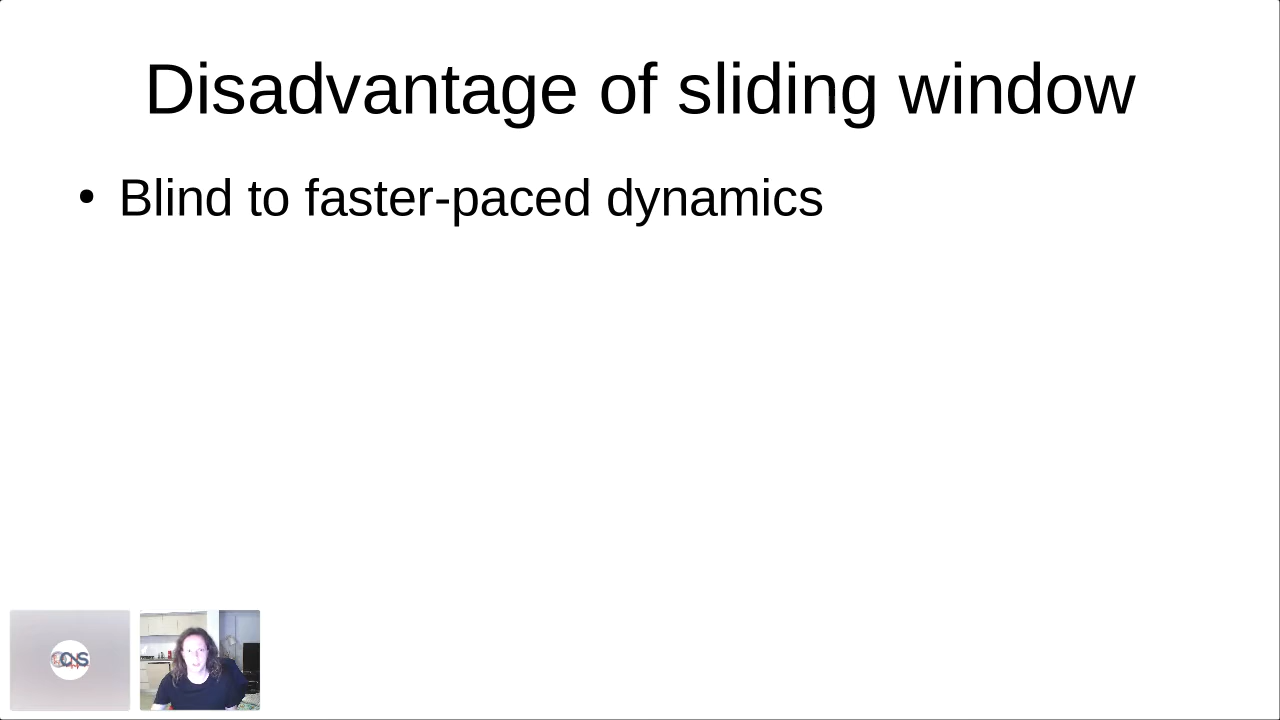 Disadvantage of sliding window
• Blind to faster-paced dynamics